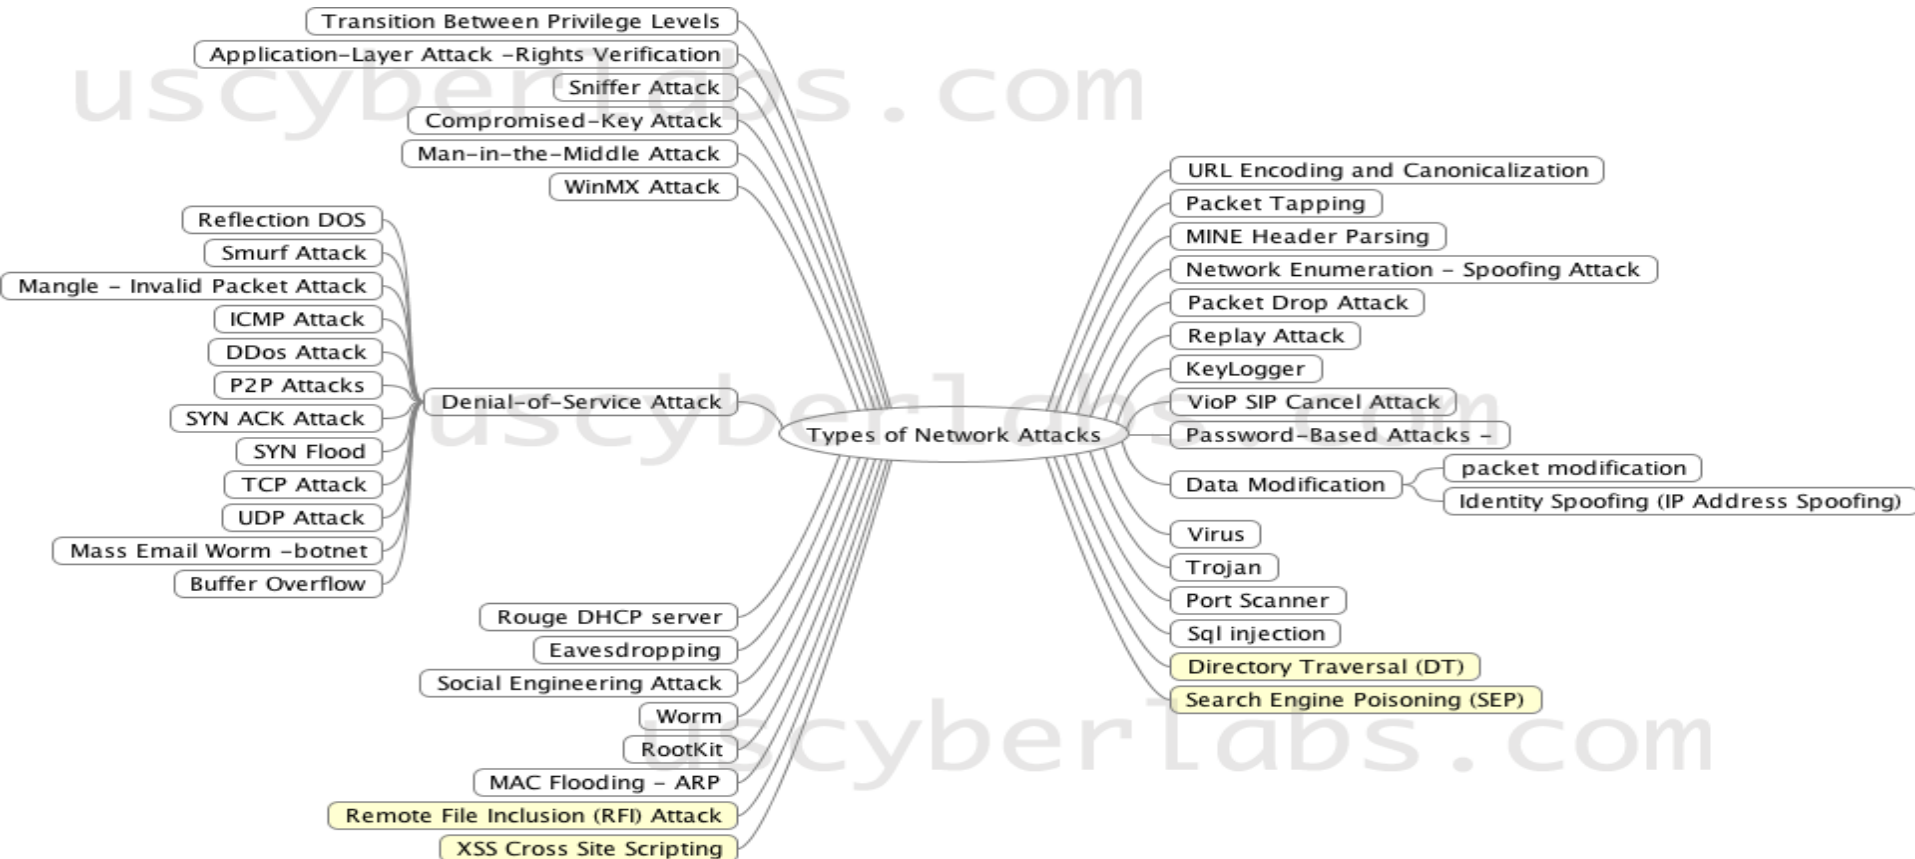 Transition Between Privilege Levels
Application-Layer Attack -Rights Verification
Sniffer Attack
Compromised-Key Attack
Man-in-the-Middle Attack
WinMX Attack
Reflection DOS
Smurf Attack
Mangle - Invalid Packet Attack
ICMP Attack
DDos Attack
P2P Attacks
SYN ACK Attack
SYN Flood
TCP Attack
UDP Attack
Mass Email Worm -botnet
Buffer Overflow
Denial-of-Service Attack
Rouge DHCP server
Eavesdropping
Social Engineering Attack
Worm
RootKit
MAC Flooding - ARP
Remote File Inclusion (RFI) Attack
XSS Cross Site Scripting
Types of Network Attacks
URL Encoding and Canonicalization
Packet Tapping
MINE Header Parsing
Network Enumeration - Spoofing Attack
Packet Drop Attack
Replay Attack
KeyLogger
VioP SIP Cancel Attack
Password-Based Attacks -
Data Modification
packet modification
Identity Spoofing (IP Address Spoofing)
Virus
Trojan
Port Scanner
Sql injection
Directory Traversal (DT)
Search Engine Poisoning (SEP)
uscyberlabs.com
uscyberlabs.com
uscyberlabs.com